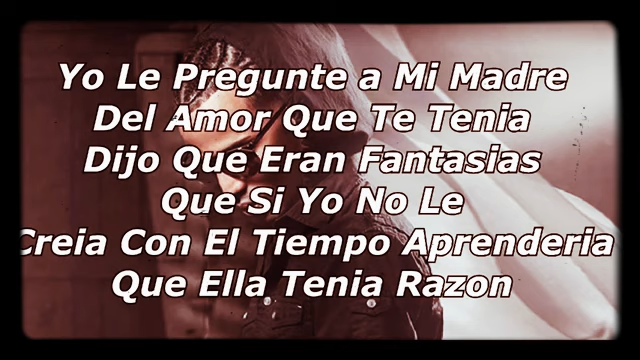 Yo Le Pregunte a Mi Madre
Del Amor Que Te Tenia
Dijo Que Eran Fantasias
Que Si Yo No Le
Creia Con El Tiempo Aprenderia
Que Ella Tenia Razon